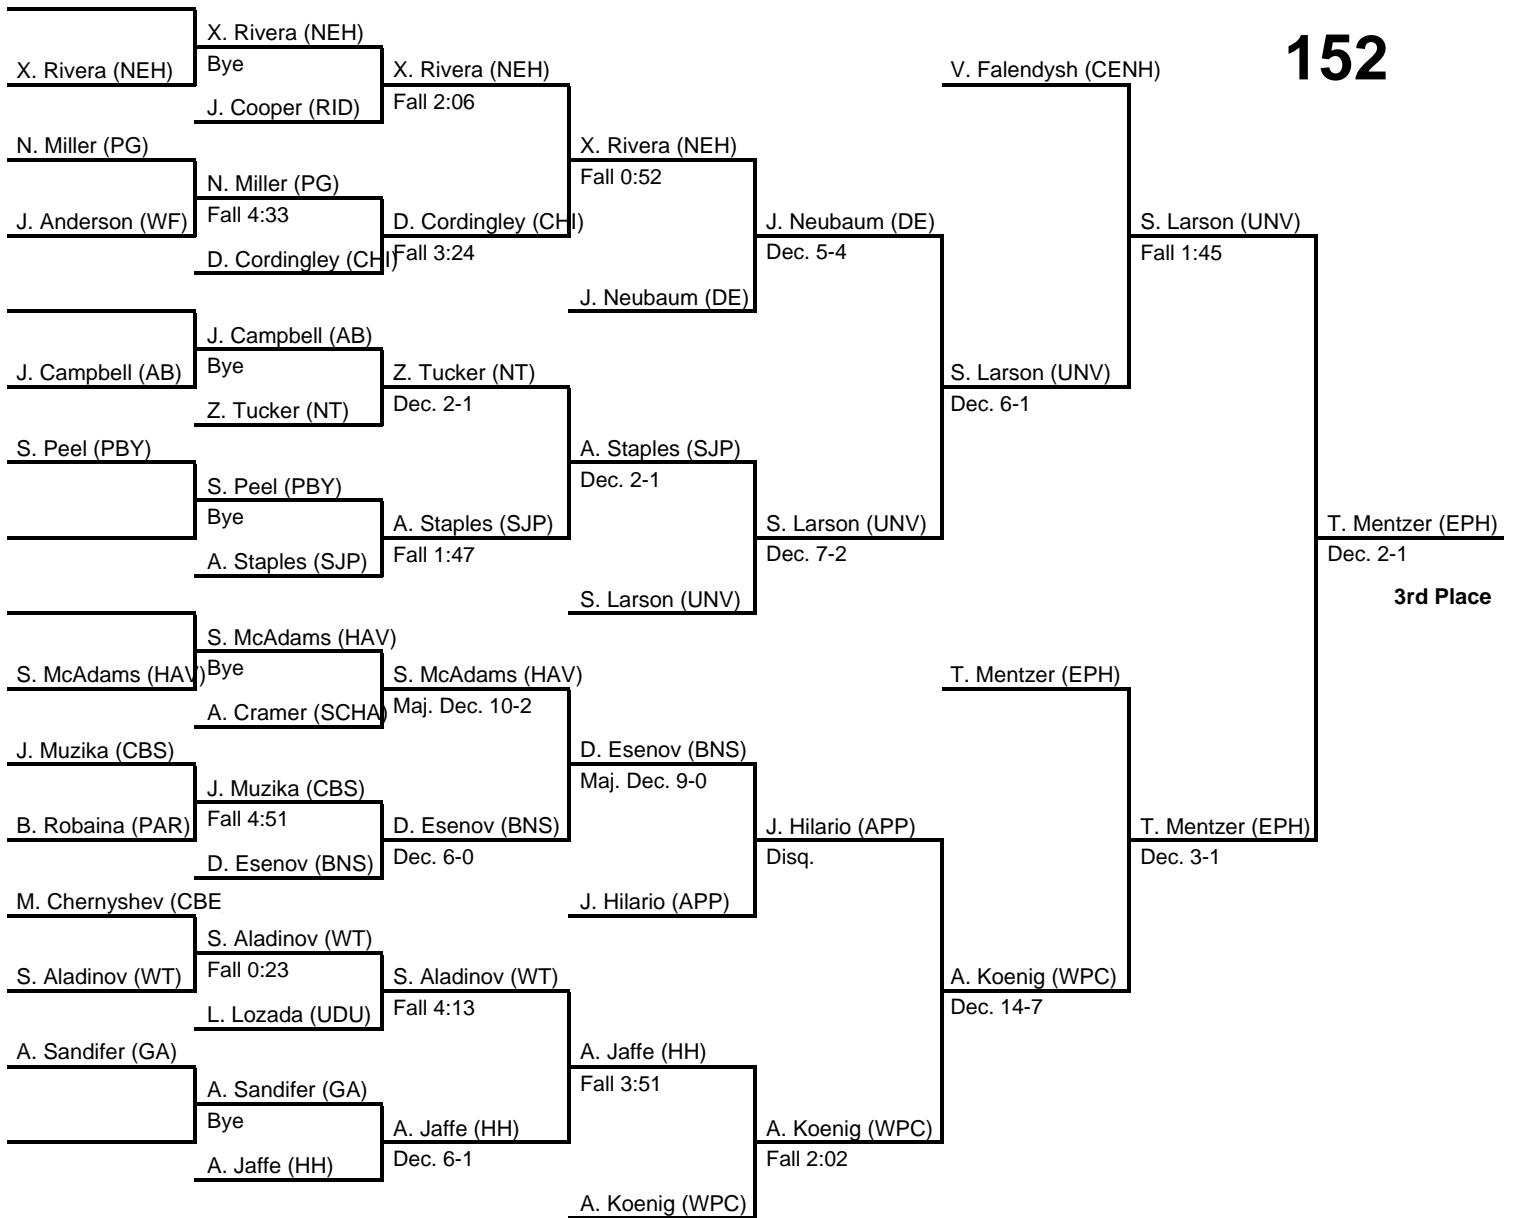 152
X. Rivera (NEH)
N. Miller (PG)
J. Anderson (WF)
J. Campbell (AB)
S. Peel (PBY)
S. McAdams (HAV)
J. Muzika (CBS)
B. Robaina (PAR)
M. Chernyshev (CBE
S. Aladinov (WT)
A. Sandifer (GA)
X. Rivera (NEH)
Bye
J. Cooper (RID)
N. Miller (PG)
Fall 4:33
D. Cordingley (CHI)
J. Campbell (AB)
Bye
Z. Tucker (NT)
S. Peel (PBY)
Bye
A. Staples (SJP)
S. McAdams (HAV)
Bye
A. Cramer (SCHA)
J. Muzika (CBS)
Fall 4:51
D. Esenov (BNS)
S. Aladinov (WT)
Fall 0:23
L. Lozada (UDU)
A. Sandifer (GA)
Bye
A. Jaffe (HH)
X. Rivera (NEH)
Fall 2:06
D. Cordingley (CHI)
Fall 3:24
Z. Tucker (NT)
Dec. 2-1
A. Staples (SJP)
Fall 1:47
S. McAdams (HAV)
Maj. Dec. 10-2
D. Esenov (BNS)
Dec. 6-0
S. Aladinov (WT)
Fall 4:13
A. Jaffe (HH)
Dec. 6-1
X. Rivera (NEH)
Fall 0:52
J. Neubaum (DE)
A. Staples (SJP)
Dec. 2-1
S. Larson (UNV)
D. Esenov (BNS)
Maj. Dec. 9-0
J. Hilario (APP)
A. Jaffe (HH)
Fall 3:51
A. Koenig (WPC)
J. Neubaum (DE)
Dec. 5-4
S. Larson (UNV)
Dec. 7-2
J. Hilario (APP)
Disq.
A. Koenig (WPC)
Fall 2:02
V. Falendysh (CENH)
S. Larson (UNV)
Dec. 6-1
T. Mentzer (EPH)
A. Koenig (WPC)
Dec. 14-7
S. Larson (UNV)
Fall 1:45
T. Mentzer (EPH)
Dec. 3-1
T. Mentzer (EPH)
Dec. 2-1
3rd Place